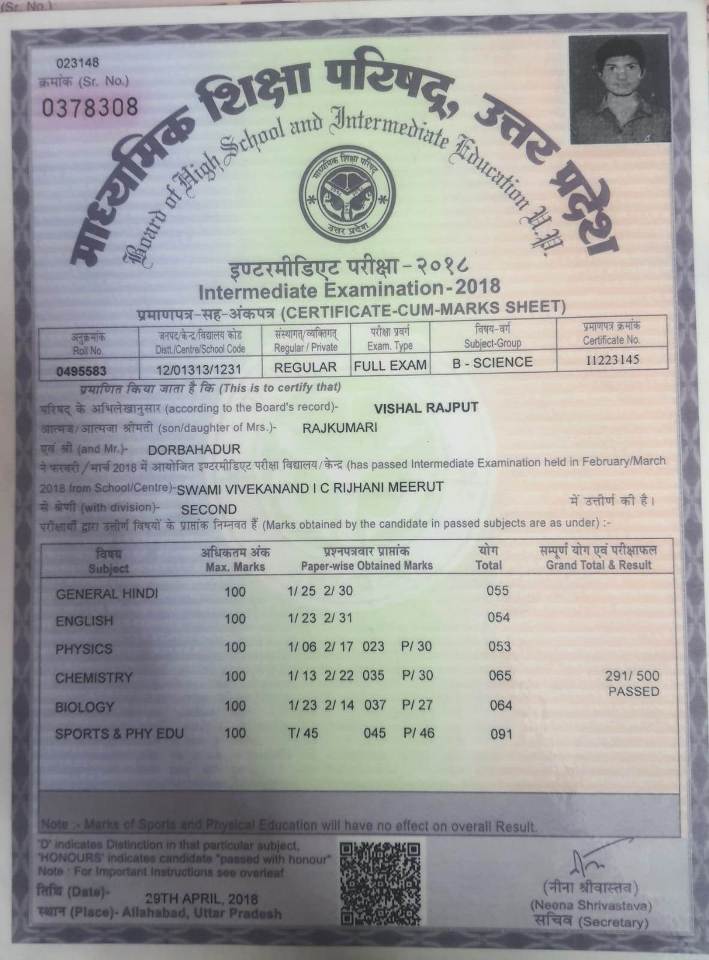 (Sr. No.)
023148
क्रमांक (Sr. No.)
0378308
माध्यमिक शिक्षा परिषद्, उत्तर प्रदेश
Board of High School and Intermediate Education U.P.
माध्यमिक शिक्षा परिषद्
उत्तर प्रदेश
इण्टरमीडिएट परीक्षा-२०१८
Intermediate Examination-2018
प्रमाणपत्र-सह-अंकपत्र (CERTIFICATE-CUM-MARKS SHEET)
अनुक्रमांक जनपद/केन्द्र/विद्यालय कोड संस्थागत/व्यक्तिगत् परीक्षा प्रवर्ग विषय-वर्ग प्रमाणपत्र क्रमांक
Roll No. Distt./Centre/School Code Regular / Private Exam. Type Subject-Group Certificate No.
0495583 12/01313/1231 REGULAR FULL EXAM B - SCIENCE 11223145
प्रमाणित किया जाता है कि (This is to certify that)
परिषद् के अभिलेखानुसार (according to the Board's record)- VISHAL RAJPUT
आत्मज/आत्मजा श्रीमती (son/daughter of Mrs.)- RAJKUMARI
एवं श्री (and Mr.)- DORBAHADUR
ने फरवरी/मार्च 2018 में आयोजित इण्टरमीडिएट परीक्षा विद्यालय/केन्द्र (has passed Intermediate Examination held in February/March
2018 from School/Centre)-SWAMI VIVEKANAND I C RIJHANI MEERUT
से श्रेणी (with division)- SECOND में उत्तीर्ण की है।
परीक्षार्थी द्वारा उत्तीर्ण विषयों के प्राप्तांक निम्नवत हैं (Marks obtained by the candidate in passed subjects are as under) :-
विषय अधिकतम अंक प्रश्नपत्रवार प्राप्तांक योग सम्पूर्ण योग एवं परीक्षाफल
Subject Max. Marks Paper-wise Obtained Marks Total Grand Total & Result
GENERAL HINDI 100 1/ 25 2/ 30 055
ENGLISH 100 1/ 23 2/ 31 054
PHYSICS 100 1/ 06 2/ 17 023 P/ 30 053
CHEMISTRY 100 1/ 13 2/ 22 035 P/ 30 065 291/ 500
PASSED
BIOLOGY 100 1/ 23 2/ 14 037 P/ 27 064
SPORTS & PHY EDU 100 T/ 45 045 P/ 46 091
Note :- Marks of Sports and Physical Education will have no effect on overall Result.
'D' indicates Distinction in that particular subject,
'HONOURS' indicates candidate "passed with honour"
Note : For Important Instructions see overleaf
तिथि (Date)- 29TH APRIL, 2018
स्थान (Place)- Allahabad, Uttar Pradesh
(नीना श्रीवास्तव)
(Neena Shrivastava)
सचिव (Secretary)